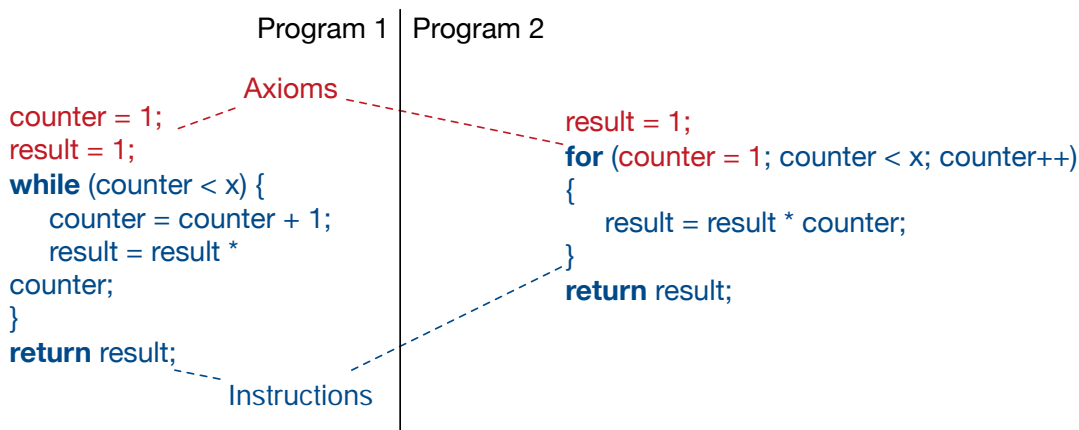 Program 1
Program 2
Axioms
counter = 1;
result = 1;
while (counter < x) {
counter = counter + 1;
result = result *
counter;
}
return result;
result = 1;
for (counter = 1; counter < x; counter++)
{
result = result * counter;
}
return result;
Instructions